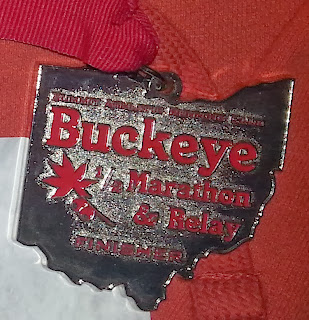 Buckeye
1/2 Marathon
& Relay
FINISHER